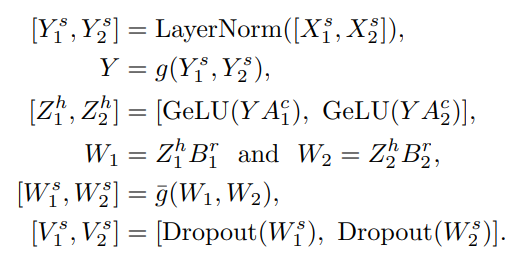 [Y_1^s, Y_2^s] = LayerNorm([X_1^s, X_2^s]),
Y = g(Y_1^s, Y_2^s),
[Z_1^h, Z_2^h] = [GeLU(Y A_1^c), GeLU(Y A_2^c)],
W_1 = Z_1^h B_1^r and W_2 = Z_2^h B_2^r,
[W_1^s, W_2^s] = ḡ(W_1, W_2),
[V_1^s, V_2^s] = [Dropout(W_1^s), Dropout(W_2^s)].